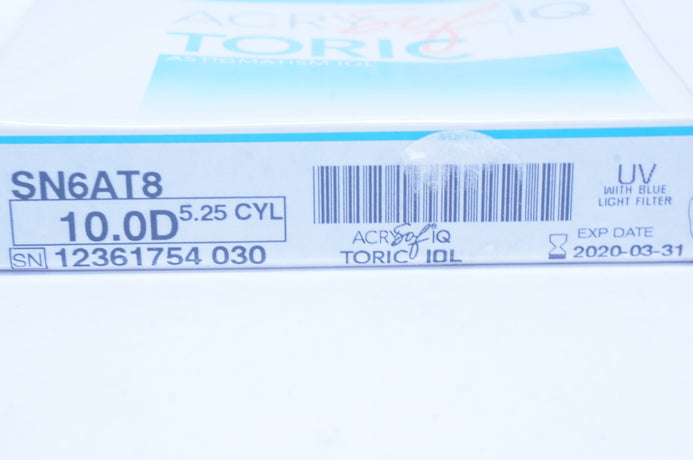 ACRYSof IQ
TORIC
ASTIGMATISM IOL
SN6AT8
10.0D 5.25 CYL
SN 12361754 030
ACRYSof® IQ
TORIC IOL
UV
WITH BLUE
LIGHT FILTER
EXP DATE
2020-03-31